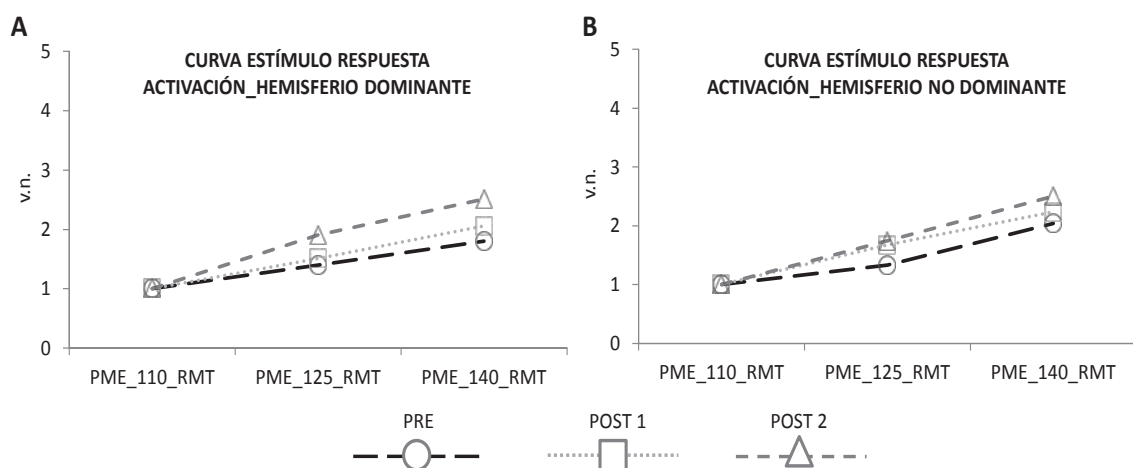 A
CURVA ESTÍMULO RESPUESTA
ACTIVACIÓN_HEMISFERIO DOMINANTE
5
4
3
2
1
0
v.n.
PME_110_RMT PME_125_RMT PME_140_RMT
B
CURVA ESTÍMULO RESPUESTA
ACTIVACIÓN_HEMISFERIO NO DOMINANTE
5
4
3
2
1
0
v.n.
PME_110_RMT PME_125_RMT PME_140_RMT
PRE POST 1 POST 2